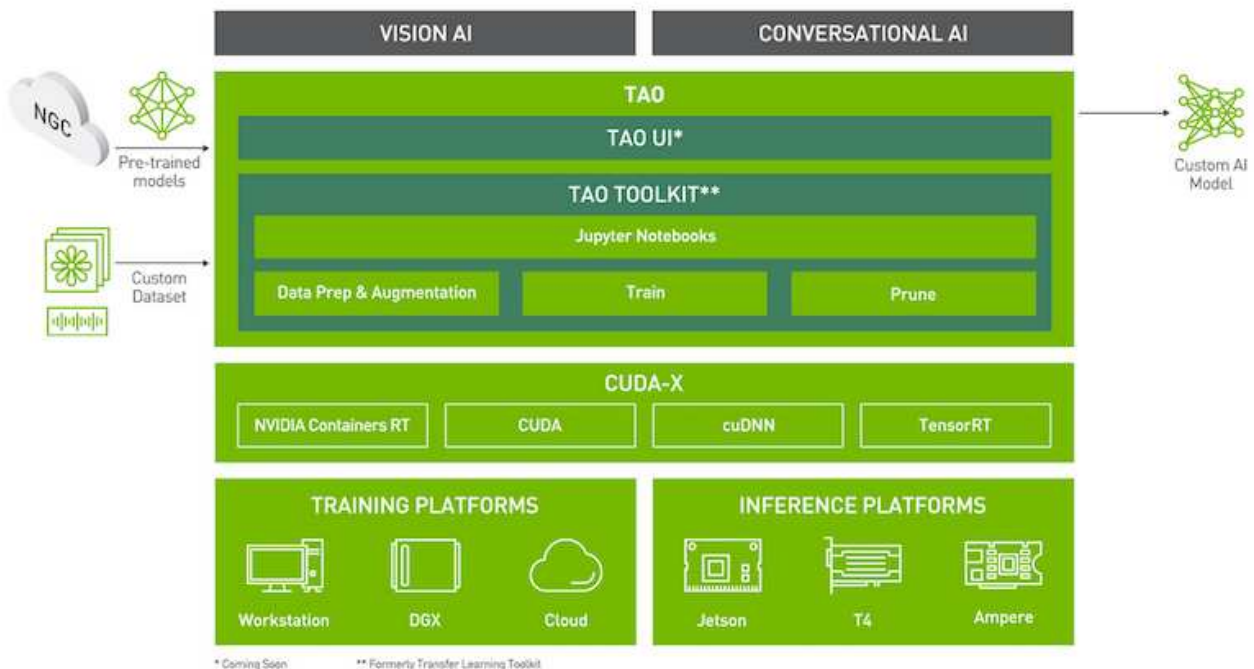 VISION AI
CONVERSATIONAL AI
NGC
Pre-trained
models
Custom
Dataset
TAO
TAO UI*
TAO TOOLKIT**
Jupyter Notebooks
Data Prep & Augmentation
Train
Prune
Custom AI
Model
CUDA-X
NVIDIA Containers RT
CUDA
cuDNN
TensorRT
TRAINING PLATFORMS
Workstation
DGX
Cloud
INFERENCE PLATFORMS
Jetson
T4
Ampere
* Coming Soon
** Formerly Transfer Learning Toolkit